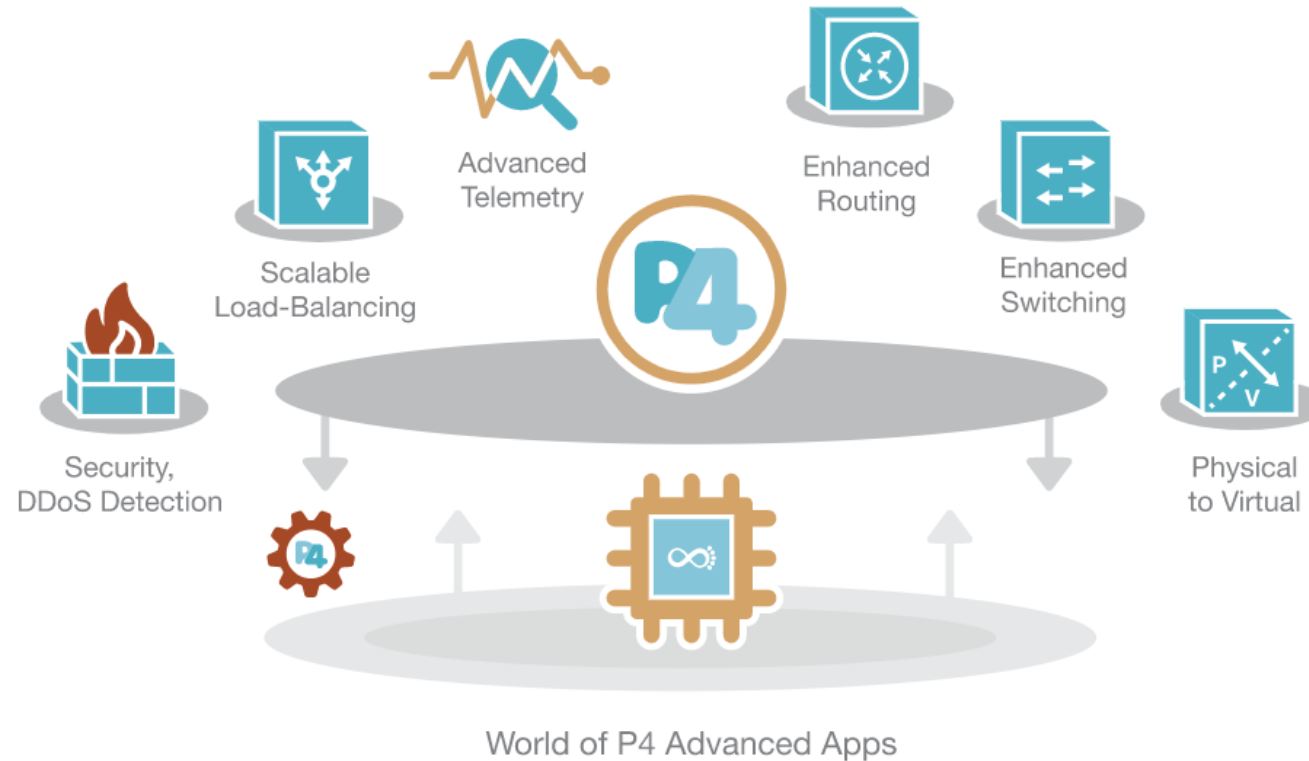 Advanced
Telemetry
Enhanced
Routing
Scalable
Load-Balancing
P4
Enhanced
Switching
Security,
DDoS Detection
P
V
Physical
to Virtual
P4
World of P4 Advanced Apps